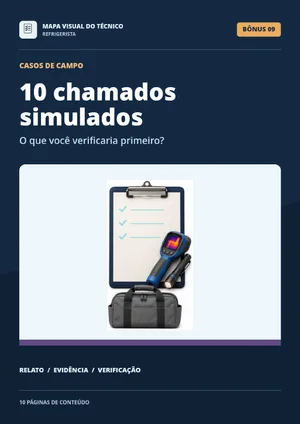 MAPA VISUAL DO TÉCNICO
REFRIGERISTA
BÔNUS 09
CASOS DE CAMPO
10 chamados
simulados
O que você verificaria primeiro?
RELATO / EVIDÊNCIA / VERIFICAÇÃO
10 PÁGINAS DE CONTEÚDO